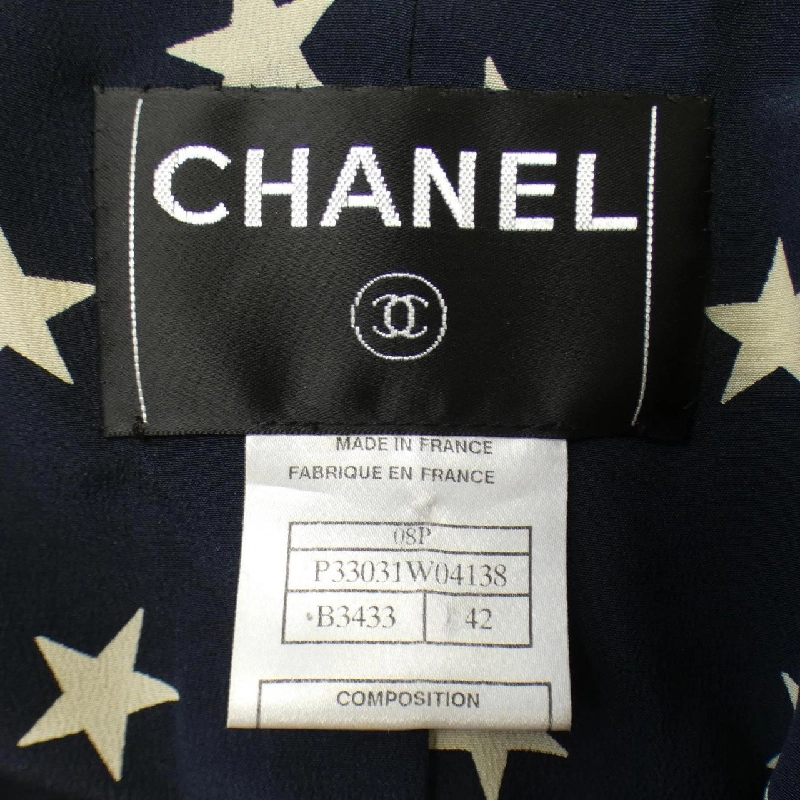 CHANEL
MADE IN FRANCE
FABRIQUE EN FRANCE
08P
P33031W04138
B3433 42
COMPOSITION